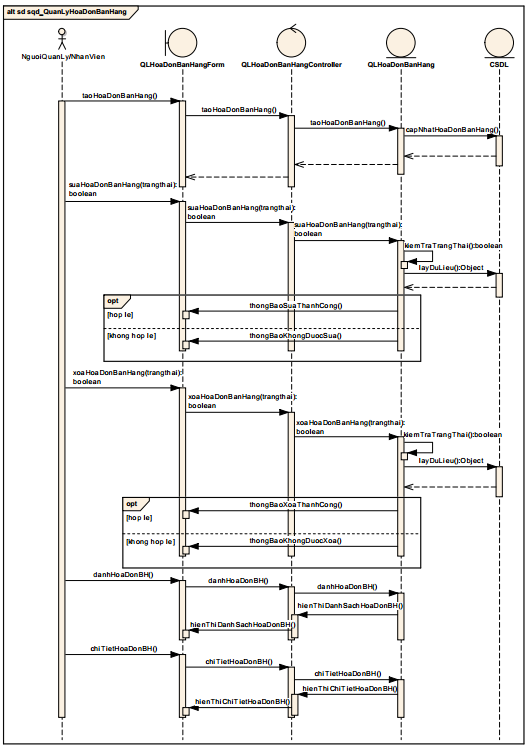 alt sd sqd_QuanLyHoaDonBanHang
NguoiQuanLy/NhanVien
QLHoaDonBanHangForm
QLHoaDonBanHangController
QLHoaDonBanHang
CSDL
taoHoaDonBanHang()
taoHoaDonBanHang()
taoHoaDonBanHang()
capNhatHoaDonBanHang()
suaHoaDonBanHang(trangthai):
boolean
suaHoaDonBanHang(trangthai):
boolean
suaHoaDonBanHang(trangthai):
boolean
kiemTraTrangThai():boolean
layDuLieu():Object
opt
[hop le]
thongBaoSuaThanhCong()
[khong hop le]
thongBaoKhongDuocSua()
xoaHoaDonBanHang(trangthai):
boolean
xoaHoaDonBanHang(trangthai):
boolean
xoaHoaDonBanHang(trangthai):
boolean
kiemTraTrangThai():boolean
layDuLieu():Object
opt
[hop le]
thongBaoXoaThanhCong()
[khong hop le]
thongBaoKhongDuocXoa()
danhHoaDonBH()
danhHoaDonBH()
danhHoaDonBH()
hienThiDanhSachHoaDonBH()
hienThiDanhSachHoaDonBH()
chiTietHoaDonBH()
chiTietHoaDonBH()
chiTietHoaDonBH()
hienThiChiTietHoaDonBH()
hienThiChiTietHoaDonBH()